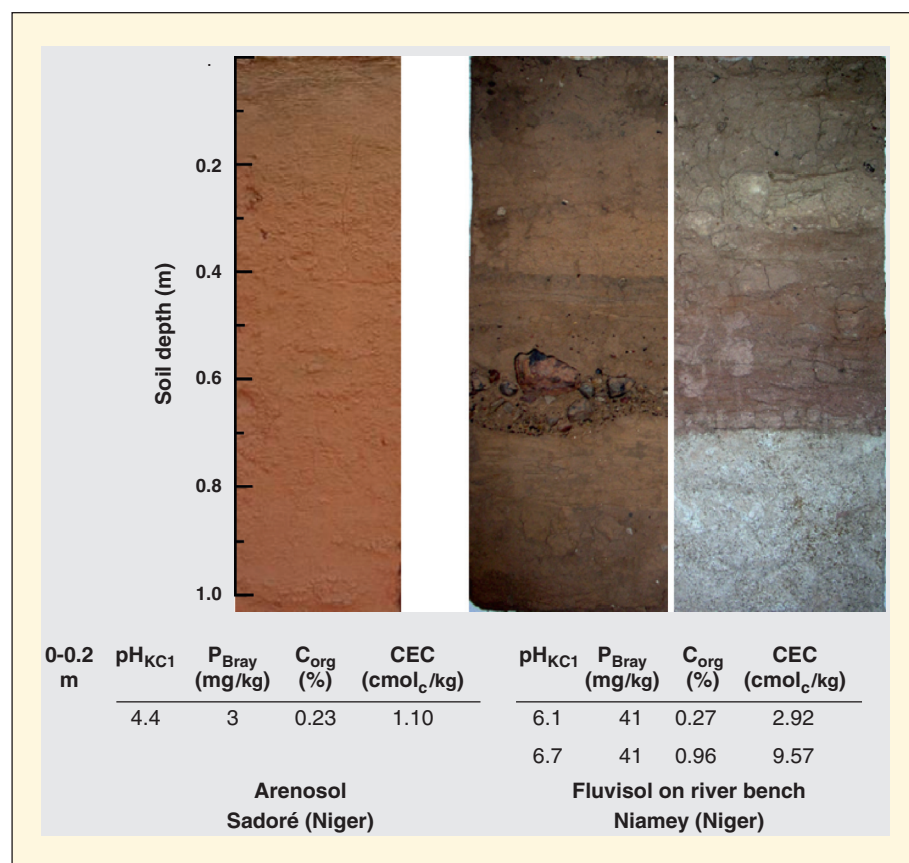 0.2
0.4
Soil depth (m)
0.6
0.8
1.0
0-0.2 m
pH_KC1 P_Bray (mg/kg) C_org (%) CEC (cmol_c/kg)
4.4 3 0.23 1.10
Arenosol
Sadoré (Niger)
pH_KC1 P_Bray (mg/kg) C_org (%) CEC (cmol_c/kg)
6.1 41 0.27 2.92
6.7 41 0.96 9.57
Fluvisol on river bench
Niamey (Niger)